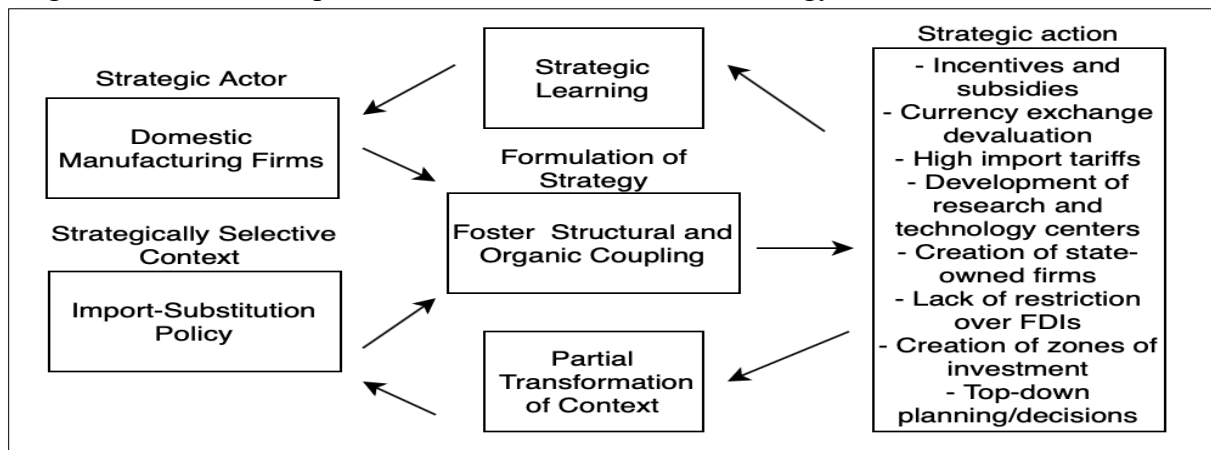 Strategic Actor
Domestic
Manufacturing Firms
Strategically Selective
Context
Import-Substitution
Policy
Strategic
Learning
Formulation of
Strategy
Foster Structural and
Organic Coupling
Partial
Transformation
of Context
Strategic action
- Incentives and
subsidies
- Currency exchange
devaluation
- High import tariffs
- Development of
research and
technology centers
- Creation of state-
owned firms
- Lack of restriction
over FDIs
- Creation of zones of
investment
- Top-down
planning/decisions